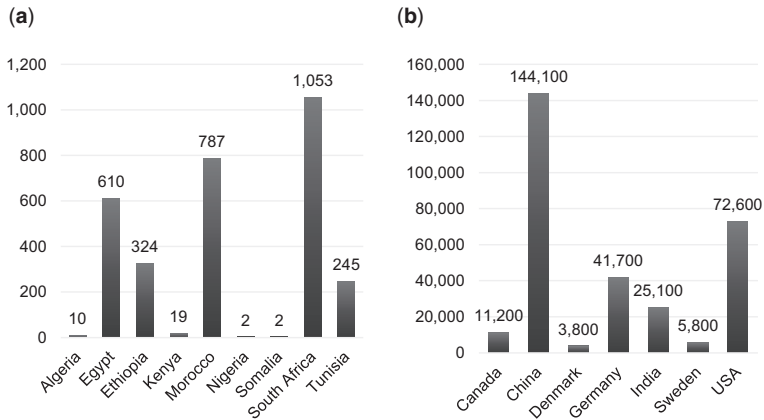 (a)
1,200
1,000
800
600
400
200
0
10
610
324
19
787
2
2
1,053
245
Algeria
Egypt
Ethiopia
Kenya
Morocco
Nigeria
Somalia
South Africa
Tunisia
(b)
160,000
140,000
120,000
100,000
80,000
60,000
40,000
20,000
0
11,200
144,100
3,800
41,700
25,100
5,800
72,600
Canada
China
Denmark
Germany
India
Sweden
USA